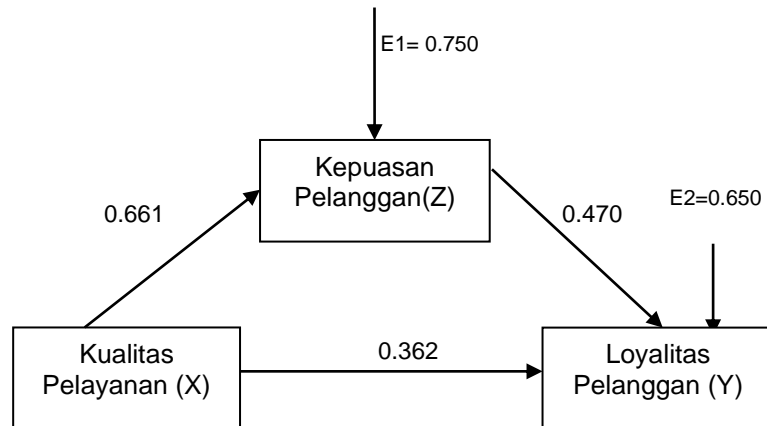 E1= 0.750
Kepuasan
Pelanggan(Z)
0.661
0.470
E2=0.650
Kualitas
Pelayanan (X)
0.362
Loyalitas
Pelanggan (Y)